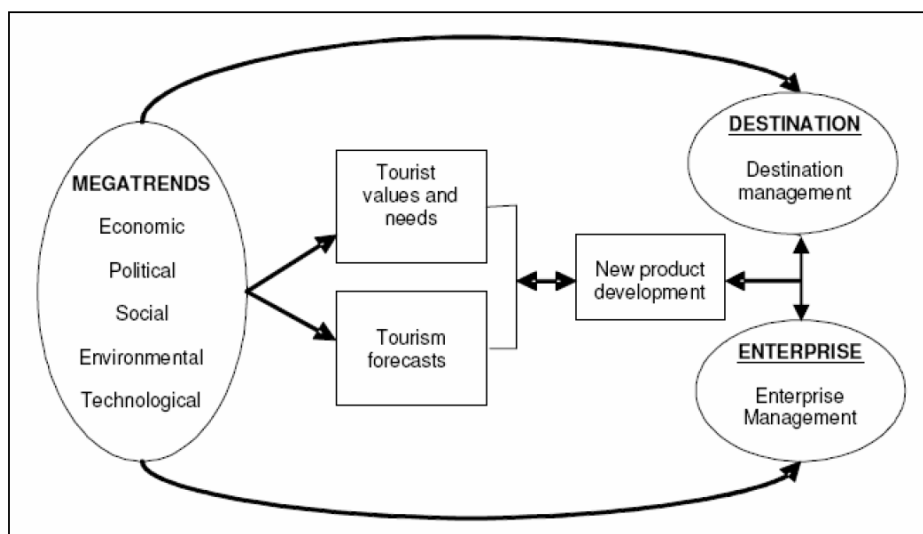 MEGATRENDS
Economic
Political
Social
Environmental
Technological
Tourist
values and
needs
Tourism
forecasts
New product
development
DESTINATION
Destination
management
ENTERPRISE
Enterprise
Management